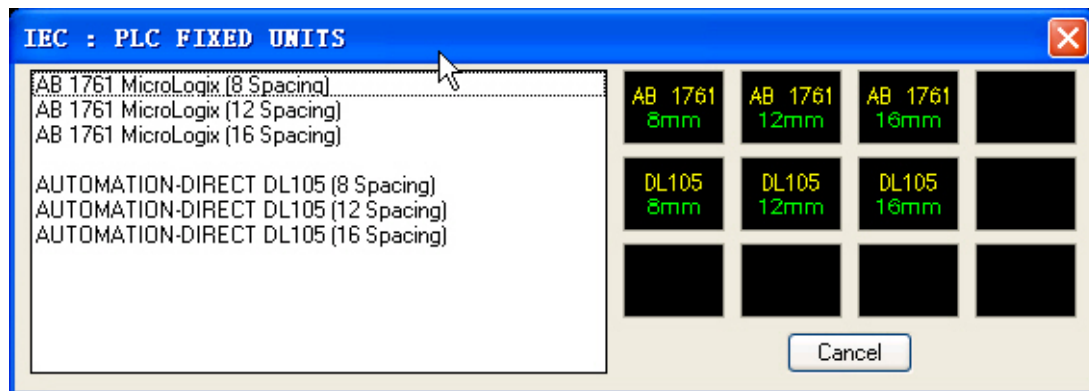 IEC : PLC FIXED UNITS
AB 1761 MicroLogix (8 Spacing)
AB 1761 MicroLogix (12 Spacing)
AB 1761 MicroLogix (16 Spacing)
AUTOMATION-DIRECT DL105 (8 Spacing)
AUTOMATION-DIRECT DL105 (12 Spacing)
AUTOMATION-DIRECT DL105 (16 Spacing)
AB 1761
8mm
AB 1761
12mm
AB 1761
16mm
DL105
8mm
DL105
12mm
DL105
16mm
Cancel